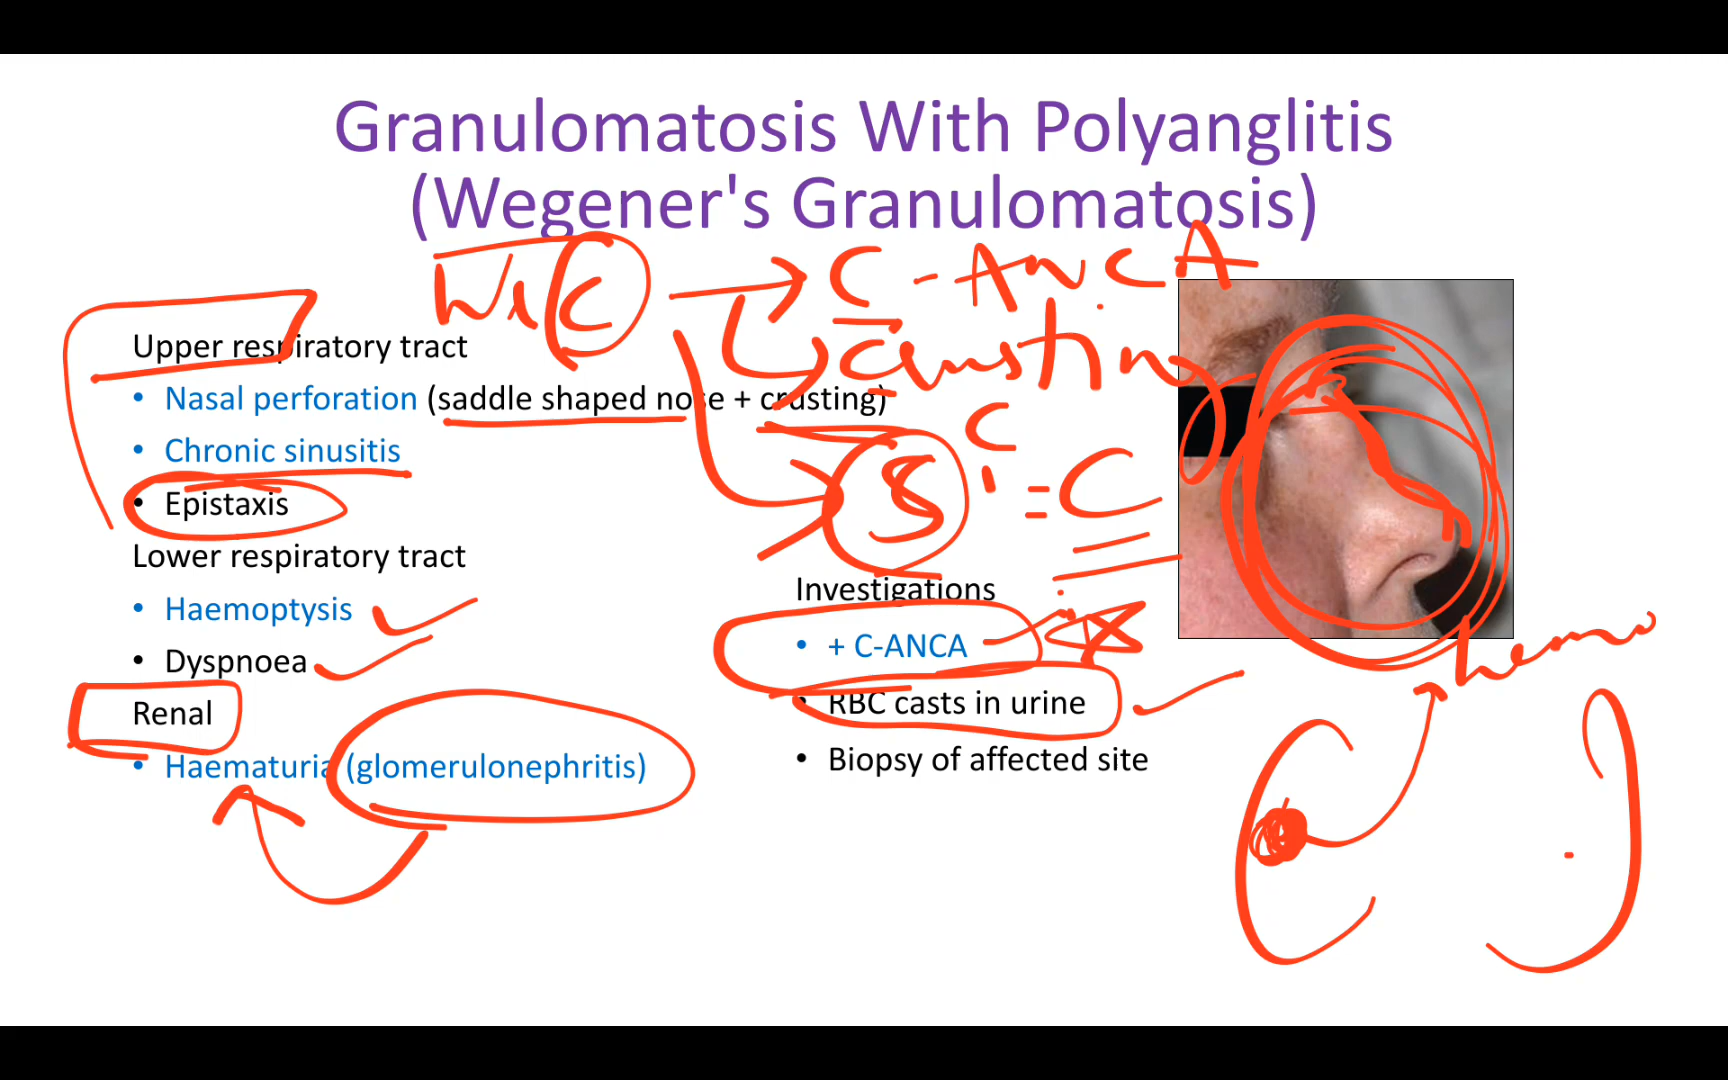 Granulomatosis With Polyanglitis
(Wegener's Granulomatosis)
C-ANCA
crusting
C
S = C
Upper respiratory tract
• Nasal perforation (saddle shaped nose + crusting)
• Chronic sinusitis
• Epistaxis
Lower respiratory tract
• Haemoptysis
• Dyspnoea
Renal
• Haematuria (glomerulonephritis)
Investigations
• + C-ANCA
• RBC casts in urine
• Biopsy of affected site
hemo